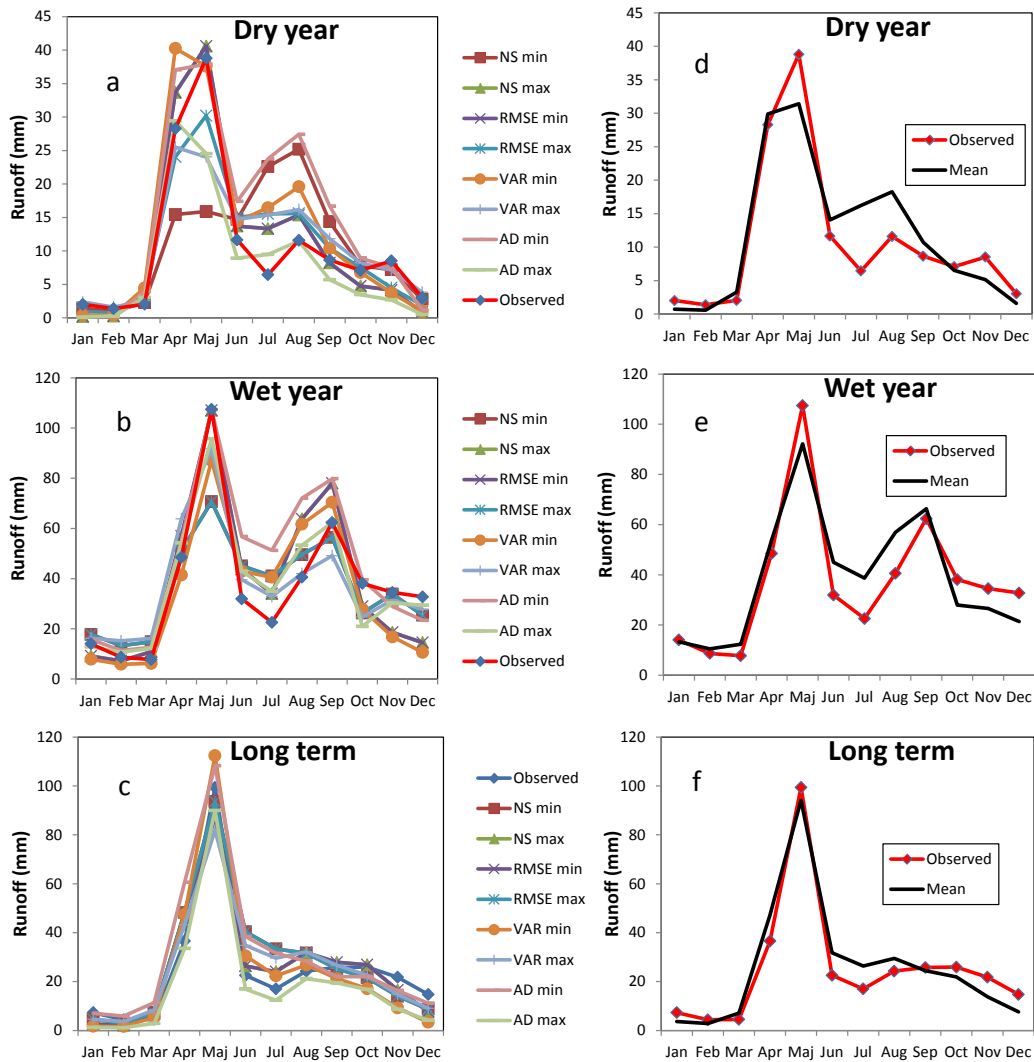 Dry year
a
Runoff (mm)
45
40
35
30
25
20
15
10
5
0
Jan Feb Mar Apr Maj Jun Jul Aug Sep Oct Nov Dec
NS min
NS max
RMSE min
RMSE max
VAR min
VAR max
AD min
AD max
Observed
Dry year
d
Runoff (mm)
45
40
35
30
25
20
15
10
5
0
Jan Feb Mar Apr Maj Jun Jul Aug Sep Oct Nov Dec
Observed
Mean
Wet year
b
Runoff (mm)
120
100
80
60
40
20
0
Jan Feb Mar Apr Maj Jun Jul Aug Sep Oct Nov Dec
NS min
NS max
RMSE min
RMSE max
VAR min
VAR max
AD min
AD max
Observed
Wet year
e
Runoff (mm)
120
100
80
60
40
20
0
Jan Feb Mar Apr Maj Jun Jul Aug Sep Oct Nov Dec
Observed
Mean
Long term
c
Runoff (mm)
120
100
80
60
40
20
0
Jan Feb Mar Apr Maj Jun Jul Aug Sep Oct Nov Dec
Observed
NS min
NS max
RMSE min
RMSE max
VAR min
VAR max
AD min
AD max
Long term
f
Runoff (mm)
120
100
80
60
40
20
0
Jan Feb Mar Apr Maj Jun Jul Aug Sep Oct Nov Dec
Observed
Mean